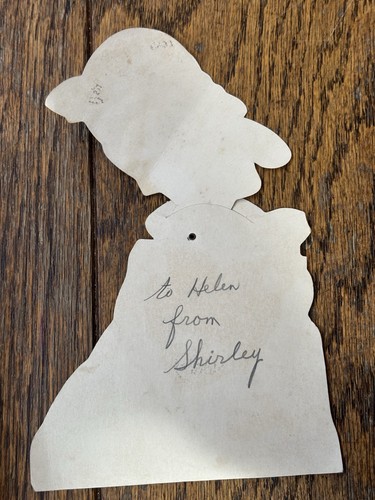 to Helen
from
Shirley